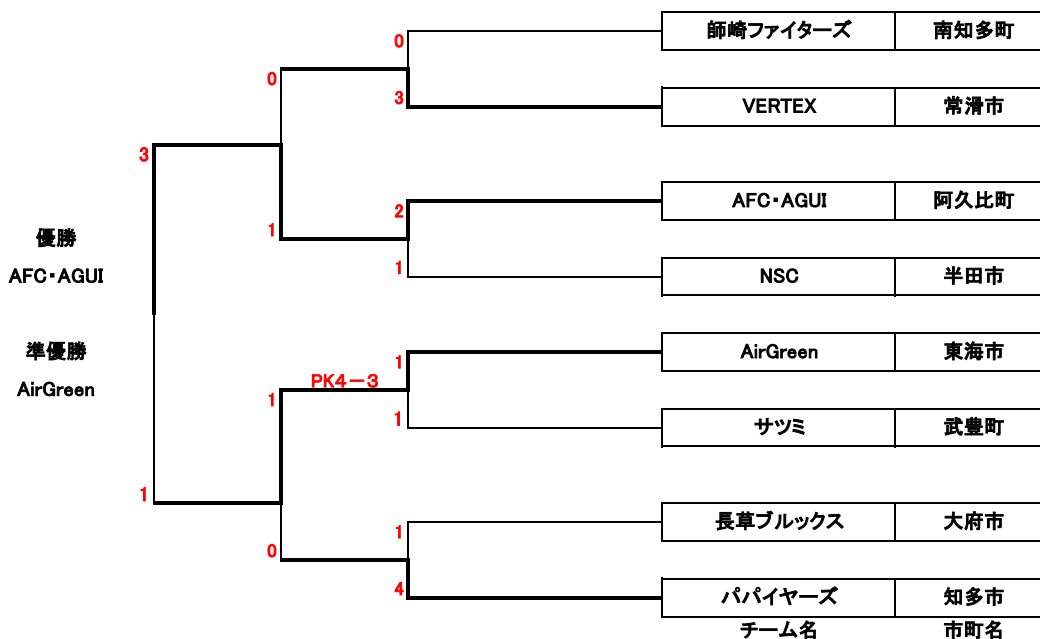 師崎ファイターズ 南知多町
0
0
3
VERTEX 常滑市
3
AFC・AGUI 阿久比町
2
1
優勝
1
NSC 半田市
AFC・AGUI
準優勝
AirGreen 東海市
1
AirGreen
PK4－3
1
1
サツミ 武豊町
1
長草ブルックス 大府市
1
0
4
パパイヤーズ 知多市
チーム名 市町名